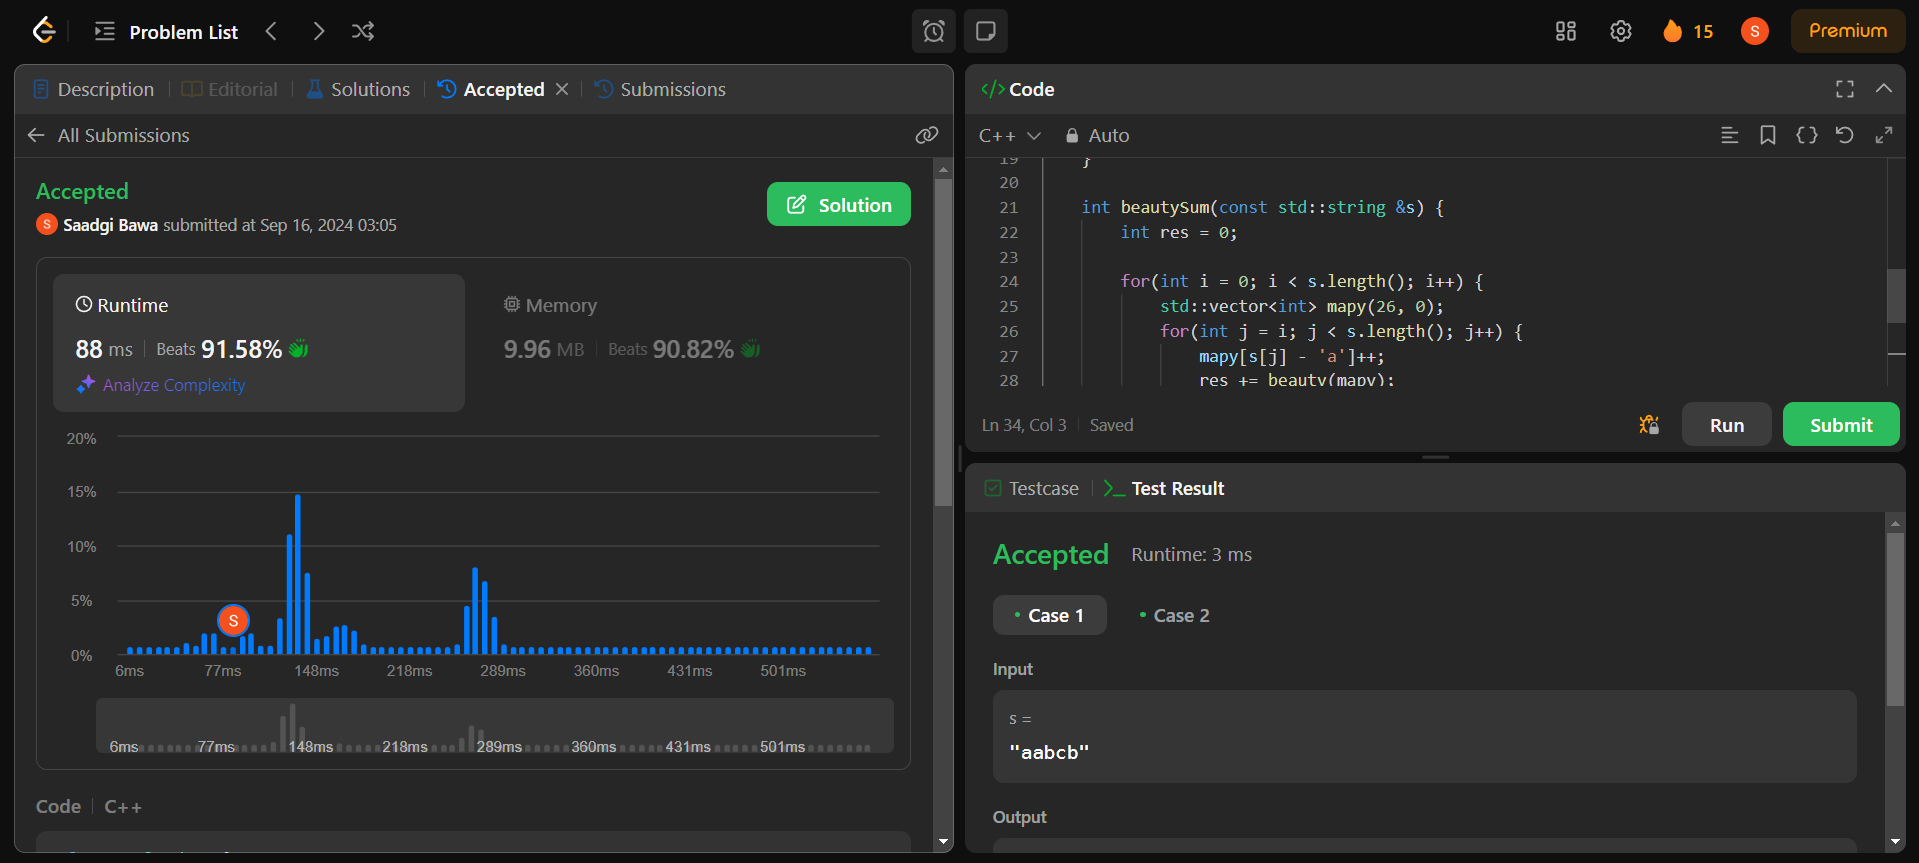 Problem List
15
S
Premium
Description
Editorial
Solutions
Accepted
Submissions
All Submissions
Accepted
S Saadgi Bawa submitted at Sep 16, 2024 03:05
Solution
Runtime
88 ms Beats 91.58%
Analyze Complexity
Memory
9.96 MB Beats 90.82%
20%
15%
10%
5%
0%
S
6ms 77ms 148ms 218ms 289ms 360ms 431ms 501ms
6ms 77ms 148ms 218ms 289ms 360ms 431ms 501ms
Code C++
</> Code
C++ Auto
19 }
20
21 int beautySum(const std::string &s) {
22 int res = 0;
23
24 for(int i = 0; i < s.length(); i++) {
25 std::vector<int> mapy(26, 0);
26 for(int j = i; j < s.length(); j++) {
27 mapy[s[j] - 'a']++;
28 res += beauty(mapy);
Ln 34, Col 3 Saved
Run
Submit
Testcase
Test Result
Accepted Runtime: 3 ms
Case 1
Case 2
Input
s =
"aabcb"
Output